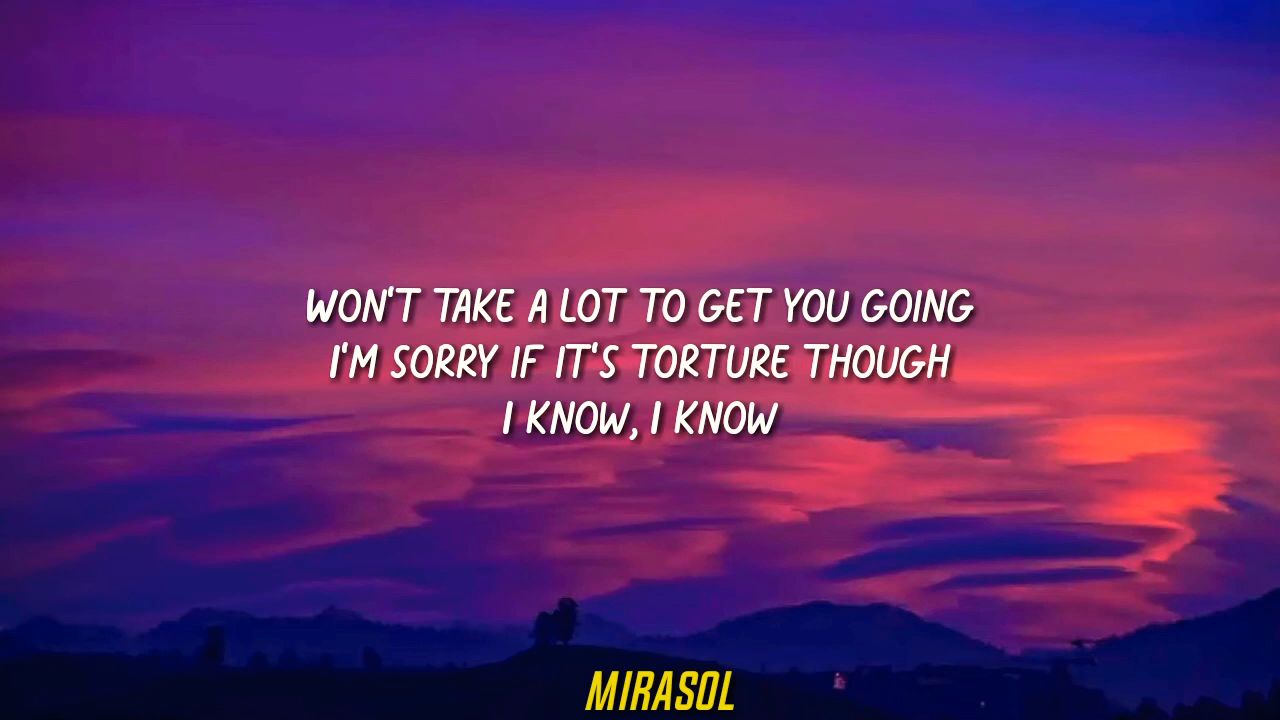 WON'T TAKE A LOT TO GET YOU GOING
I'M SORRY IF IT'S TORTURE THOUGH
I KNOW, I KNOW
MIRASOL